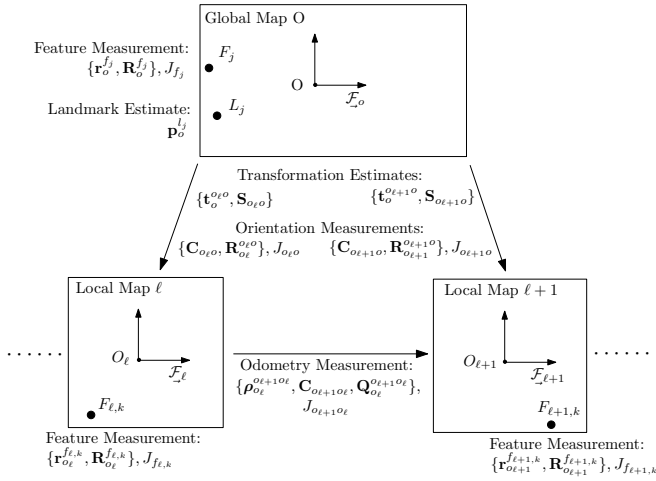 Global Map O
Feature Measurement:
{r_o^{f_j}, R_o^{f_j}}, J_{f_j}
F_j
O
F_o
Landmark Estimate:
p_o^{l_j}
L_j
Transformation Estimates:
{t_o^{o_ℓ o}, S_{o_ℓ o}} {t_o^{o_{ℓ+1} o}, S_{o_{ℓ+1} o}}
Orientation Measurements:
{C_{o_ℓ o}, R_{o_ℓ}^{o_ℓ o}}, J_{o_ℓ o} {C_{o_{ℓ+1} o}, R_{o_{ℓ+1}}^{o_{ℓ+1} o}}, J_{o_{ℓ+1} o}
Local Map ℓ
O_ℓ
F_ℓ
F_{ℓ,k}
Feature Measurement:
{r_{o_ℓ}^{f_{ℓ,k}}, R_{o_ℓ}^{f_{ℓ,k}}}, J_{f_{ℓ,k}}
Odometry Measurement:
{ρ_{o_ℓ}^{o_{ℓ+1} o_ℓ}, C_{o_{ℓ+1} o_ℓ}, Q_{o_ℓ}^{o_{ℓ+1} o_ℓ}},
J_{o_{ℓ+1} o_ℓ}
Local Map ℓ + 1
O_{ℓ+1}
F_{ℓ+1}
F_{ℓ+1,k}
Feature Measurement:
{r_{o_{ℓ+1}}^{f_{ℓ+1,k}}, R_{o_{ℓ+1}}^{f_{ℓ+1,k}}}, J_{f_{ℓ+1,k}}